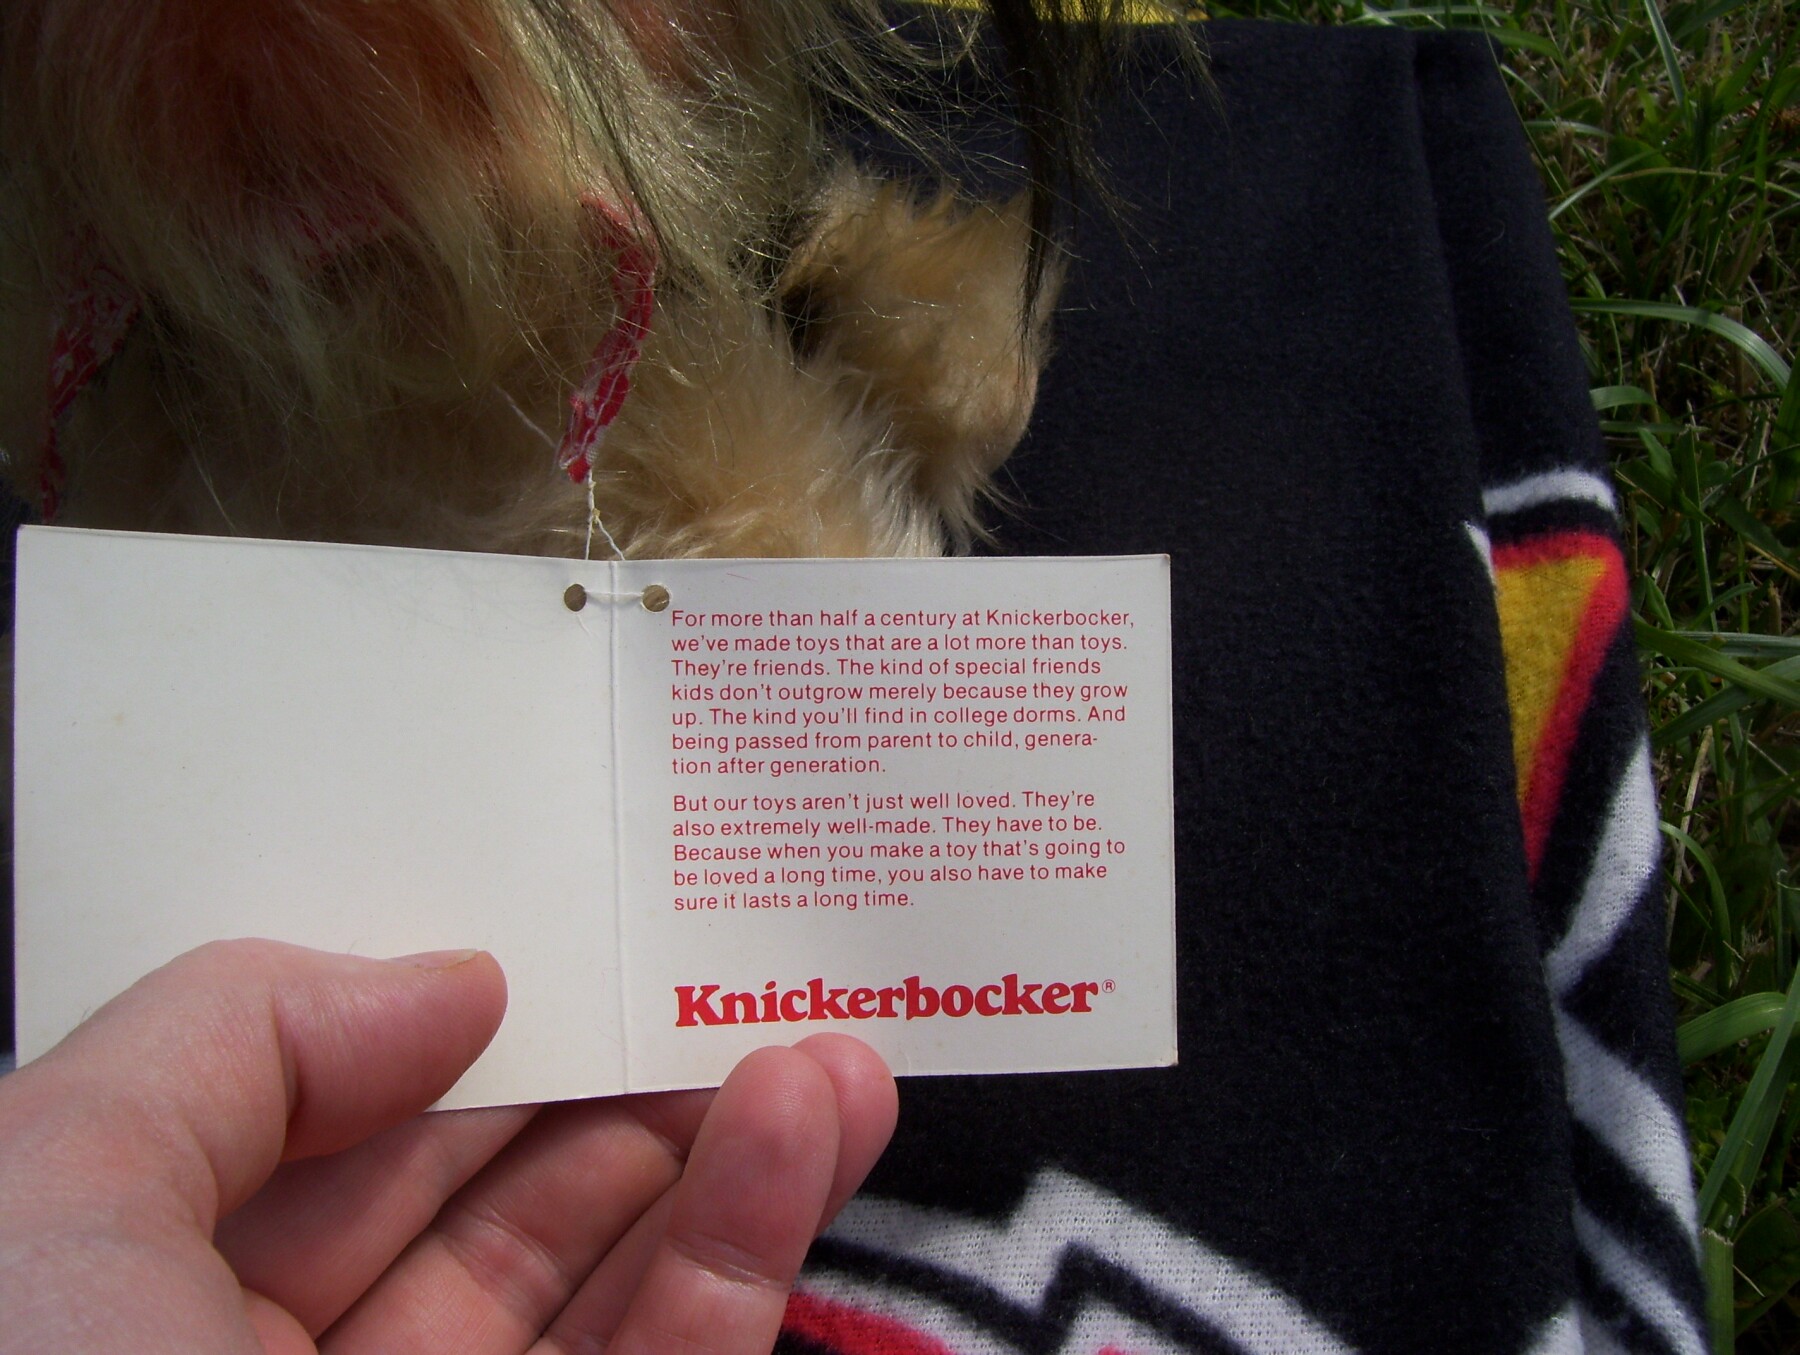 For more than half a century at Knickerbocker,
we've made toys that are a lot more than toys.
They're friends. The kind of special friends
kids don't outgrow merely because they grow
up. The kind you'll find in college dorms. And
being passed from parent to child, genera-
tion after generation.
But our toys aren't just well loved. They're
also extremely well-made. They have to be.
Because when you make a toy that's going to
be loved a long time, you also have to make
sure it lasts a long time.
Knickerbocker®